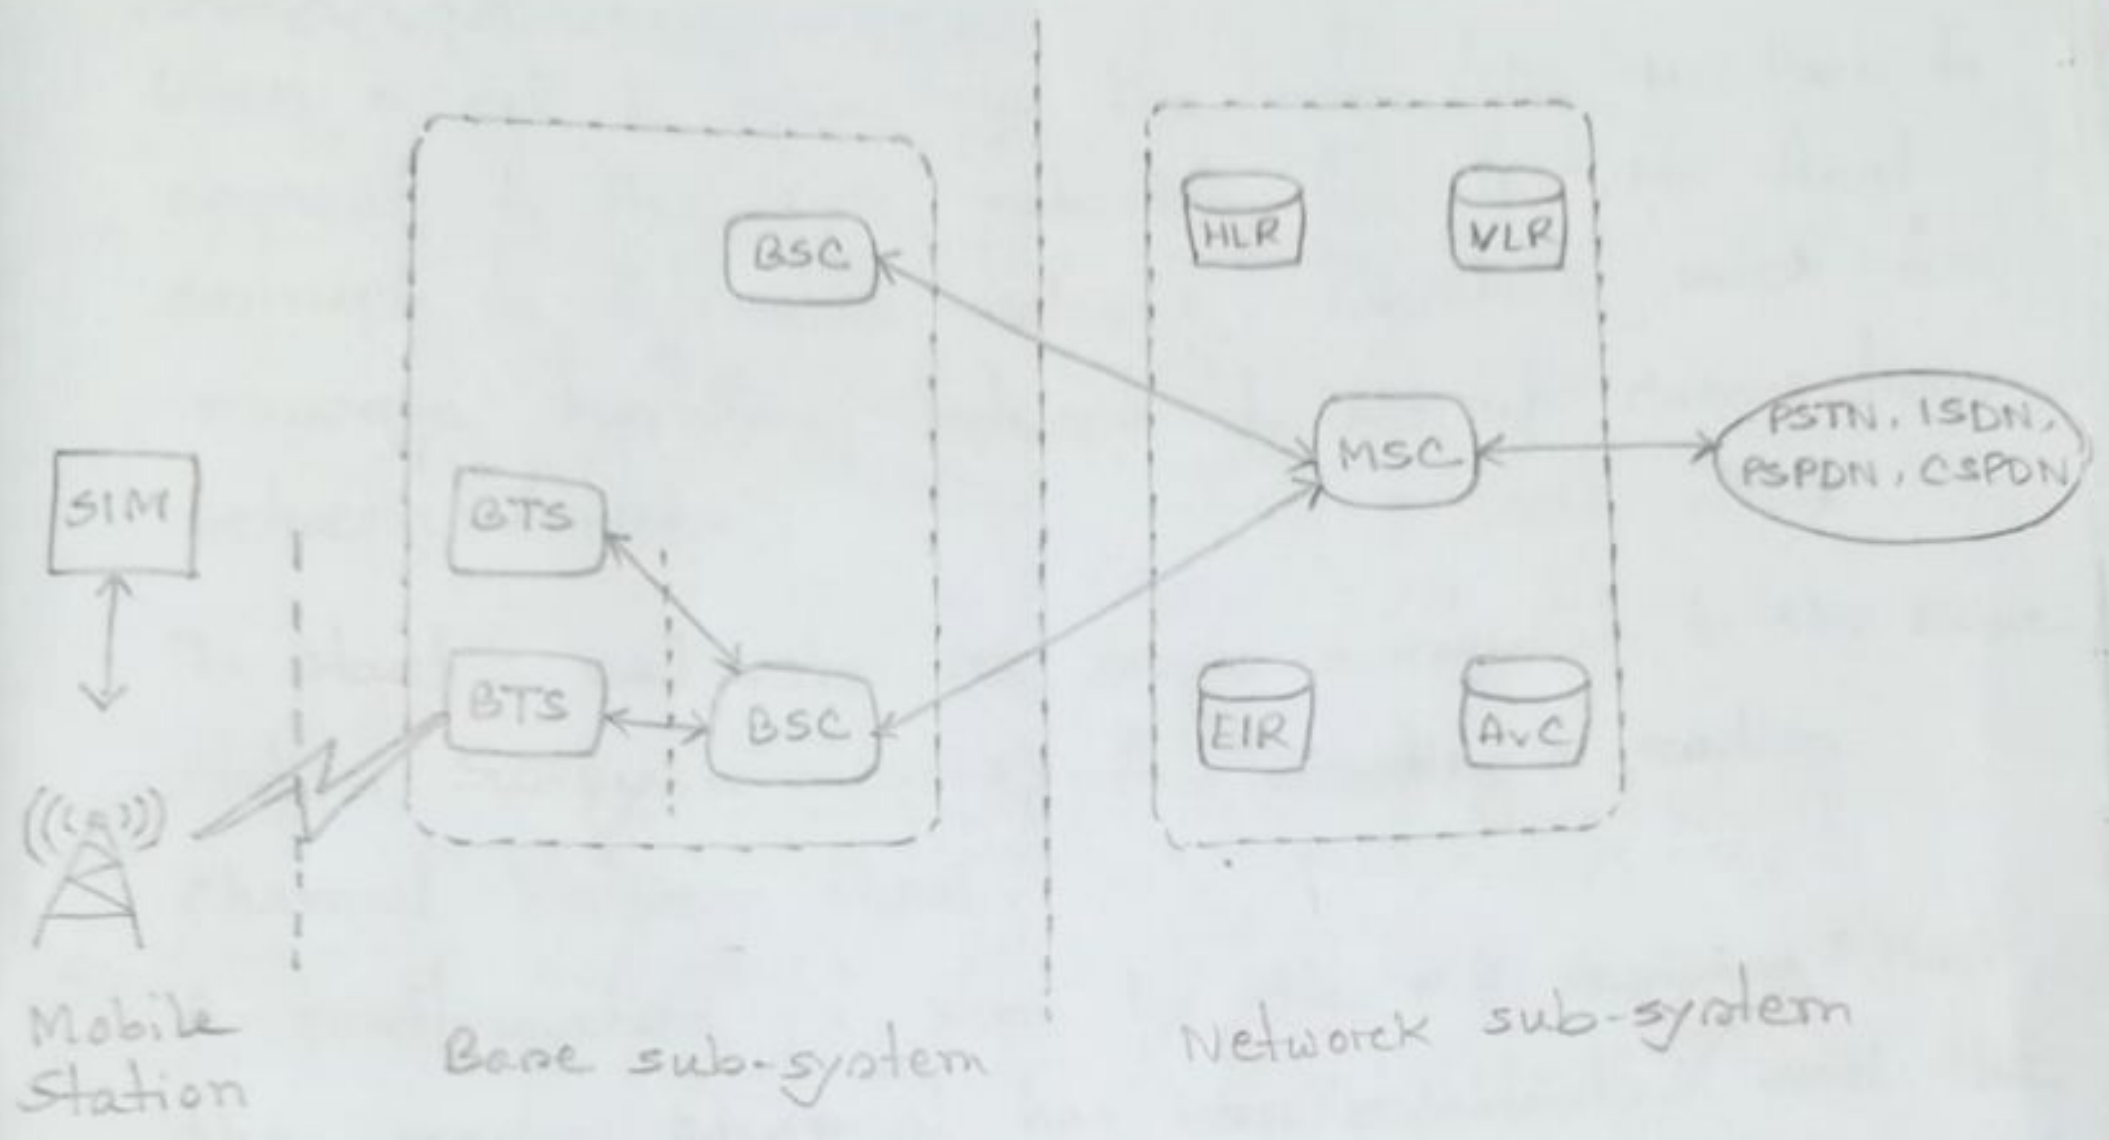 BSC
HLR
VLR
SIM
BTS
MSC
PSTN, ISDN,
PSPDN, CSPDN
BTS
BSC
EIR
AvC
Mobile
Station
Base sub-system
Network sub-system